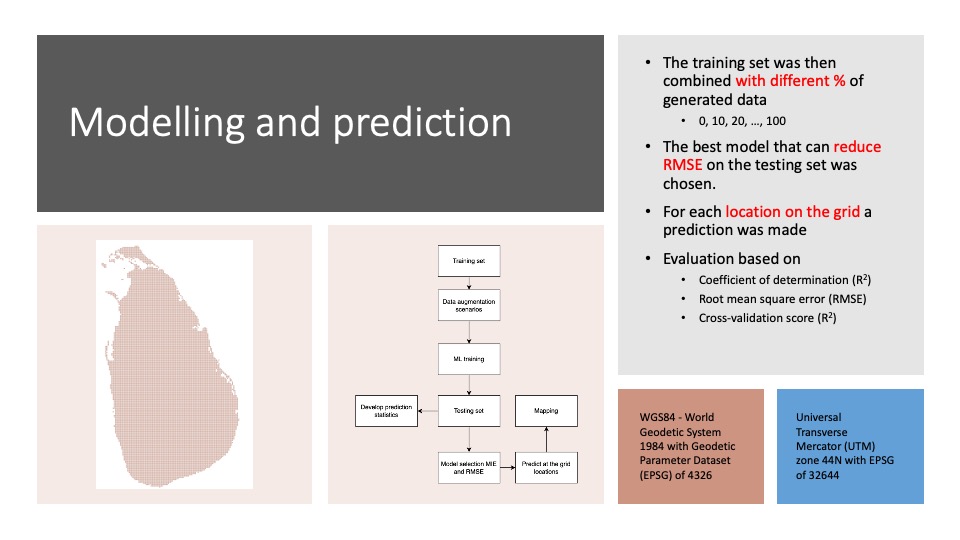 Modelling and prediction
• The training set was then
combined with different % of
generated data
• 0, 10, 20, …, 100
• The best model that can reduce
RMSE on the testing set was
chosen.
• For each location on the grid a
prediction was made
• Evaluation based on
• Coefficient of determination (R²)
• Root mean square error (RMSE)
• Cross-validation score (R²)
Training set
Data augmentation
scenarios
ML training
Develop prediction
statistics
Testing set
Mapping
Model selection MIE
and RMSE
Predict at the grid
locations
WGS84 - World
Geodetic System
1984 with Geodetic
Parameter Dataset
(EPSG) of 4326
Universal
Transverse
Mercator (UTM)
zone 44N with EPSG
of 32644